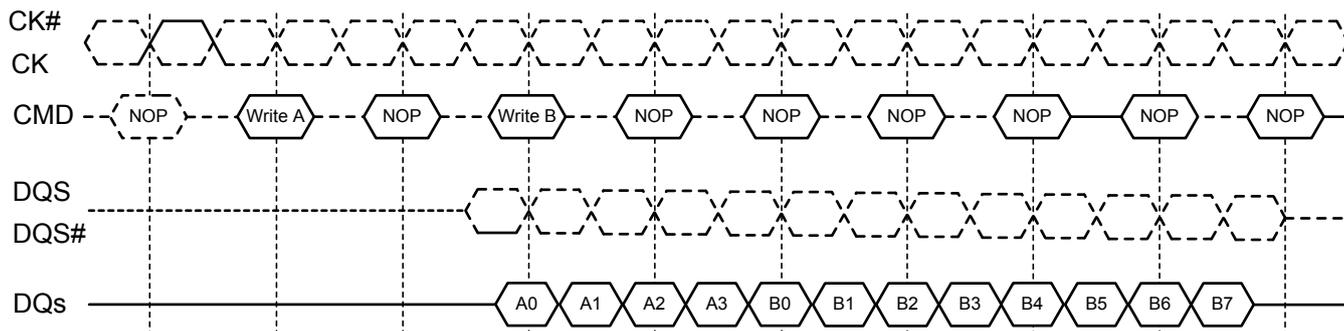 CK#
CK
CMD NOP Write A NOP Write B NOP NOP NOP NOP NOP NOP
DQS
DQS#
DQs A0 A1 A2 A3 B0 B1 B2 B3 B4 B5 B6 B7